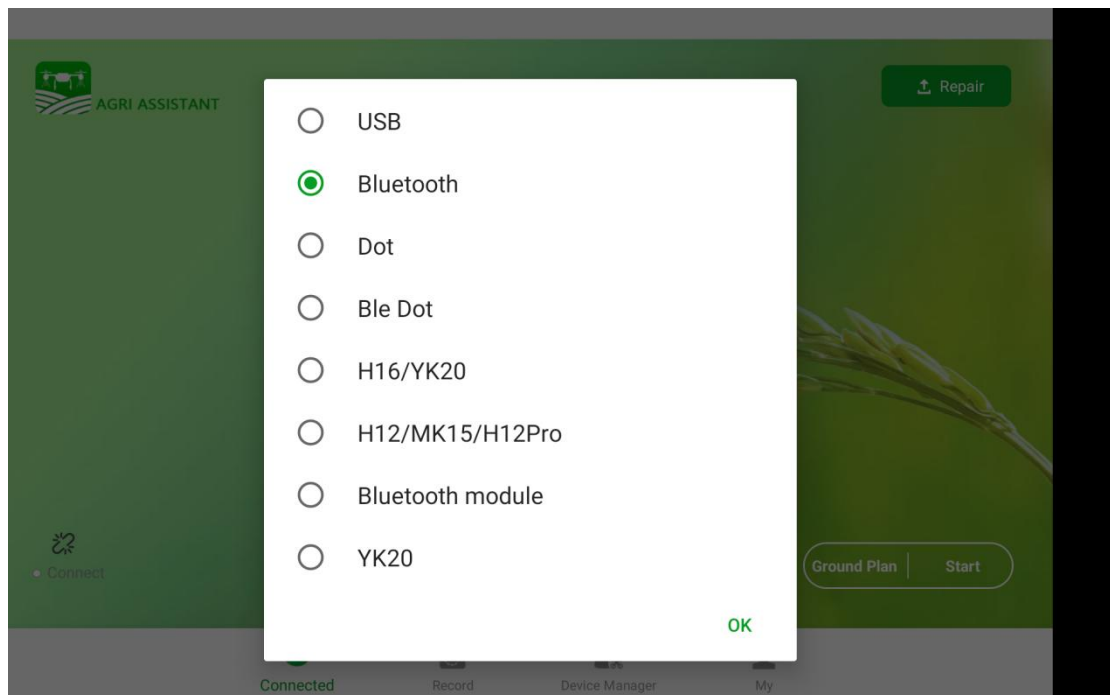 AGRI ASSISTANT
Repair
USB
Bluetooth
Dot
Ble Dot
H16/YK20
H12/MK15/H12Pro
Bluetooth module
YK20
Connect
Ground Plan
Start
OK
Connected
Record
Device Manager
My